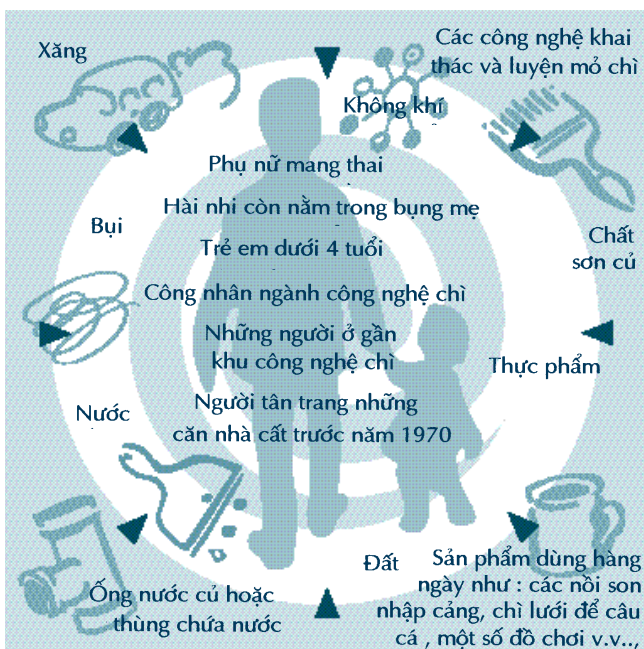 Xăng
Các công nghệ khai
thác và luyện mỏ chì
Không khí
Phụ nữ mang thai
Hài nhi còn nằm trong bụng mẹ
Bụi
Trẻ em dưới 4 tuổi
Chất
sơn củ
Công nhân ngành công nghệ chì
Những người ở gần
khu công nghệ chì
Thực phẩm
Nước
Người tân trang những
căn nhà cất trước năm 1970
Đất
Sản phẩm dùng hàng
ngày như : các nồi son
nhập cảng, chì lưới để câu
cá , một số đồ chơi v.v..,
Ống nước củ hoặc
thùng chứa nước